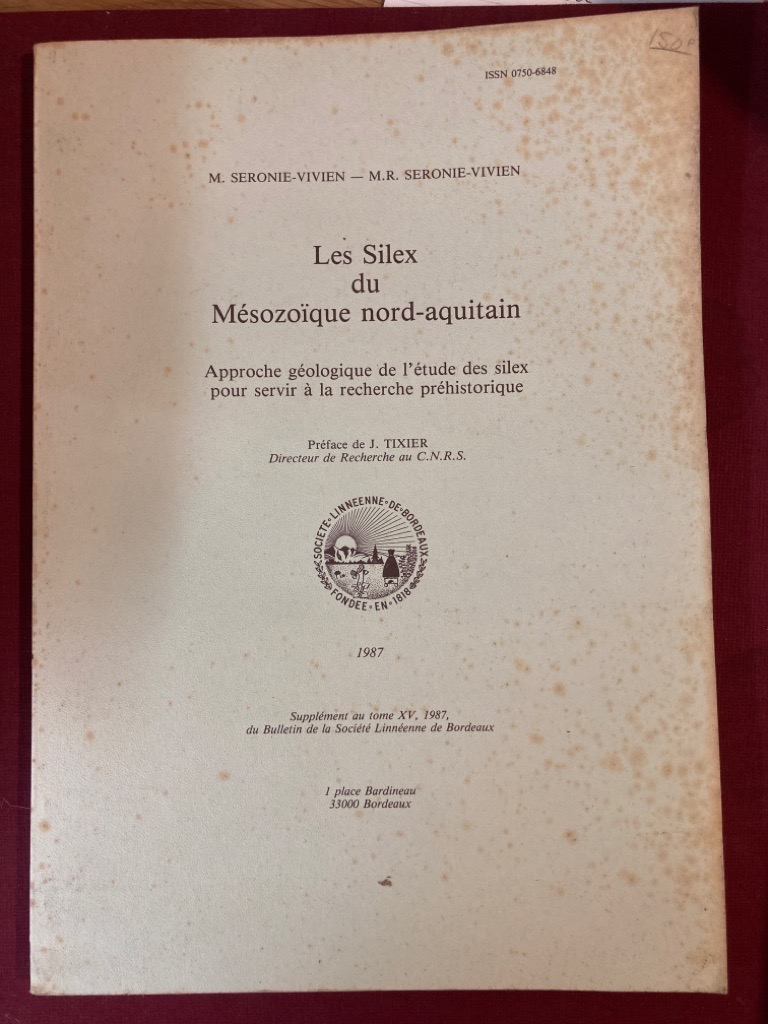 150F
ISSN 0750-6848
M. SERONIE-VIVIEN — M.R. SERONIE-VIVIEN
Les Silex
du
Mésozoïque nord-aquitain
Approche géologique de l'étude des silex
pour servir à la recherche préhistorique
Préface de J. TIXIER
Directeur de Recherche au C.N.R.S.
SOCIETE LINNEENNE DE BORDEAUX
FONDEE EN 1818
1987
Supplément au tome XV, 1987,
du Bulletin de la Société Linnéenne de Bordeaux
1 place Bardineau
33000 Bordeaux